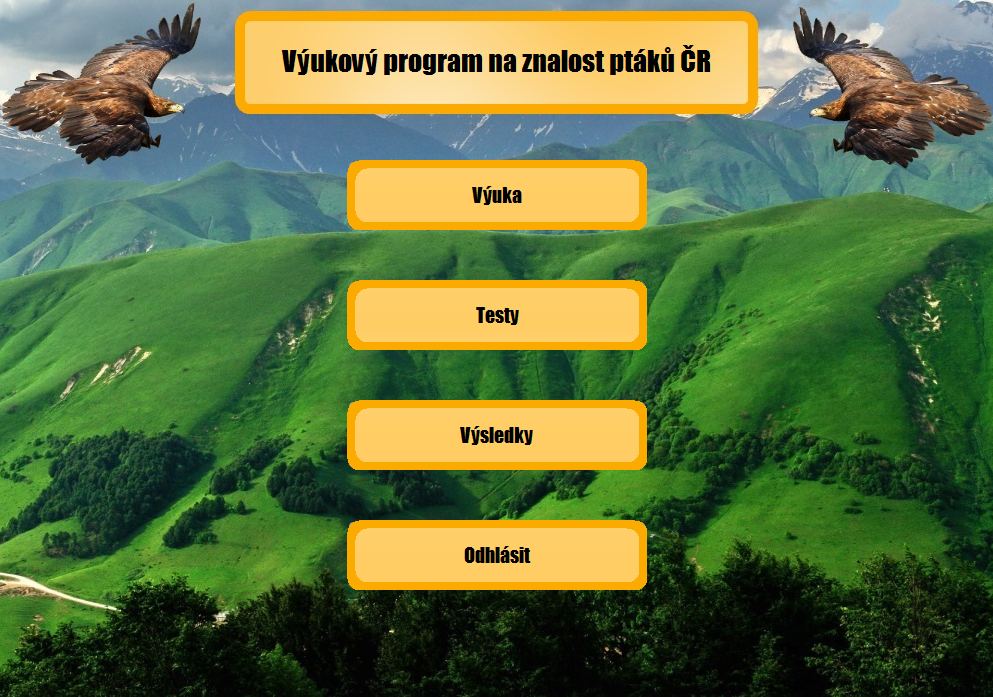 Výukový program na znalost ptáků ČR
Výuka
Testy
Výsledky
Odhlásit